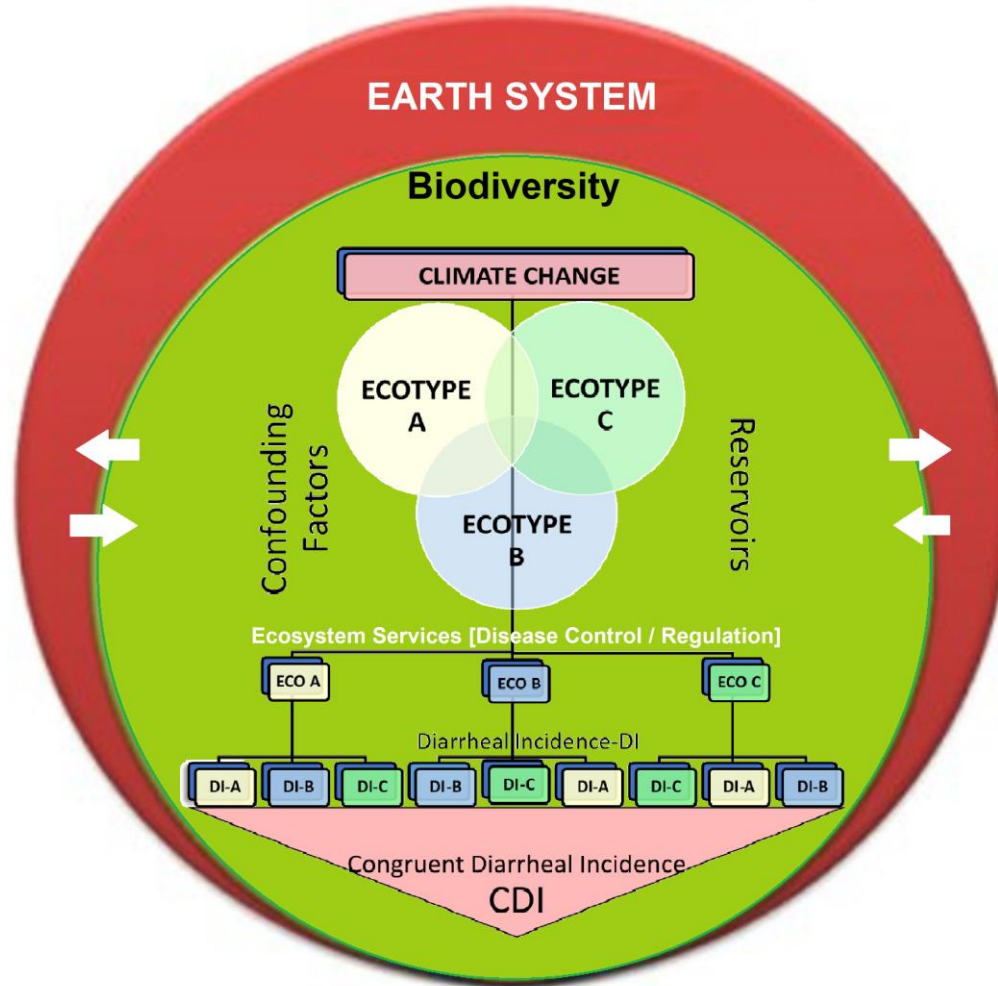 EARTH SYSTEM
Biodiversity
CLIMATE CHANGE
ECOTYPE
A
ECOTYPE
C
ECOTYPE
B
Confounding
Factors
Reservoirs
Ecosystem Services [Disease Control / Regulation]
ECO A
ECO B
ECO C
Diarrheal Incidence-DI
DI-A
DI-B
DI-C
DI-B
DI-C
DI-A
DI-C
DI-A
DI-B
Congruent Diarrheal Incidence
CDI